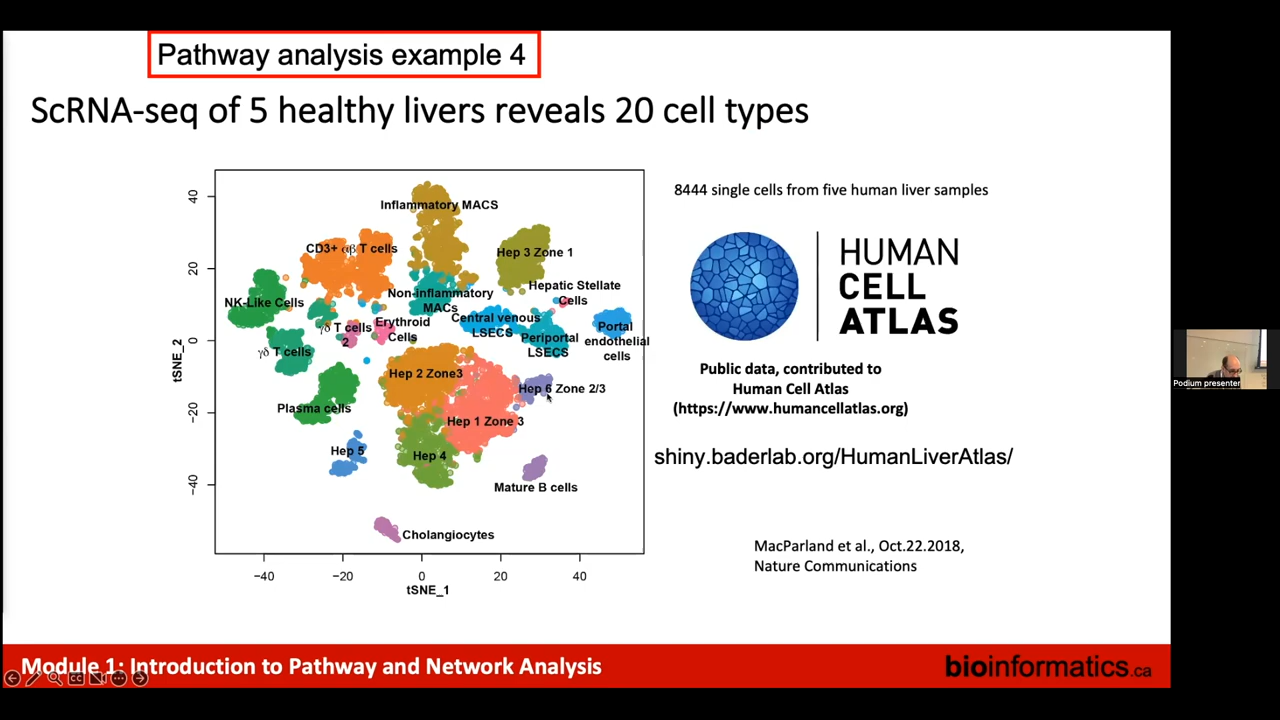 Pathway analysis example 4
ScRNA-seq of 5 healthy livers reveals 20 cell types
8444 single cells from five human liver samples
HUMAN
CELL
ATLAS
Public data, contributed to
Human Cell Atlas
(https://www.humancellatlas.org)
shiny.baderlab.org/HumanLiverAtlas/
MacParland et al., Oct.22.2018,
Nature Communications
tSNE_2
40
20
0
−20
−40
Inflammatory MACS
CD3+ αβ T cells
Hep 3 Zone 1
Hepatic Stellate
Cells
Non-inflammatory
MACs
NK-Like Cells
Central venous
LSECS
Erythroid
Cells
γδ T cells
2
Portal
endothelial
cells
Periportal
LSECS
γδ T cells
Hep 2 Zone3
Hep 6 Zone 2/3
Plasma cells
Hep 1 Zone 3
Hep 5
Hep 4
Mature B cells
Cholangiocytes
−40
−20
0
20
40
tSNE_1
Podium presenter
Module 1: Introduction to Pathway and Network Analysis
bioinformatics.ca
CC